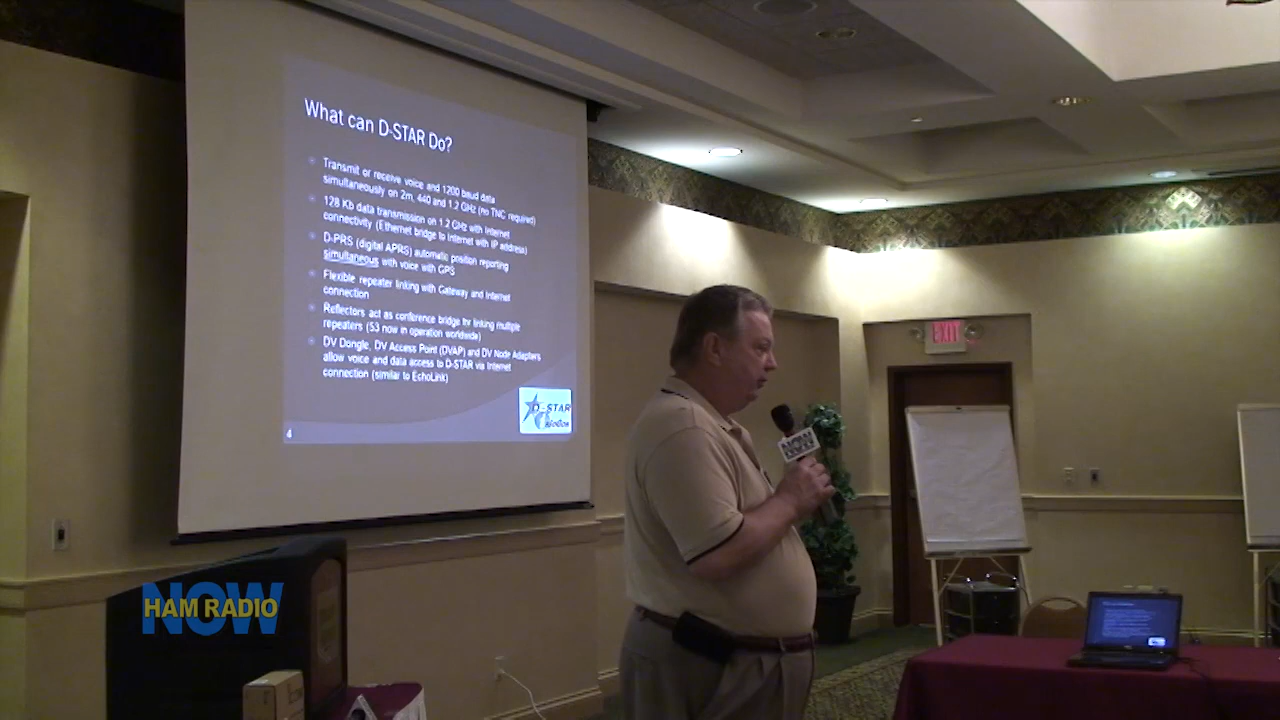 What can D-STAR Do?
Transmit or receive voice and 1200 baud data
simultaneously on 2m, 440 and 1.2 GHz (no TNC required)
128 Kb data transmission on 1.2 GHz with Internet
connectivity (Ethernet bridge to Internet with IP address)
D-PRS (digital APRS) automatic position reporting
simultaneous with voice with GPS
Flexible repeater linking with Gateway and Internet
connection
Reflectors act as conference bridge for linking multiple
repeaters (53 now in operation worldwide)
DV Dongle, DV Access Point (DVAP) and DV Node Adapters
allow voice and data access to D-STAR via Internet
connection (similar to EchoLink)
D-STAR
4
EXIT
NOW
HAM RADIO